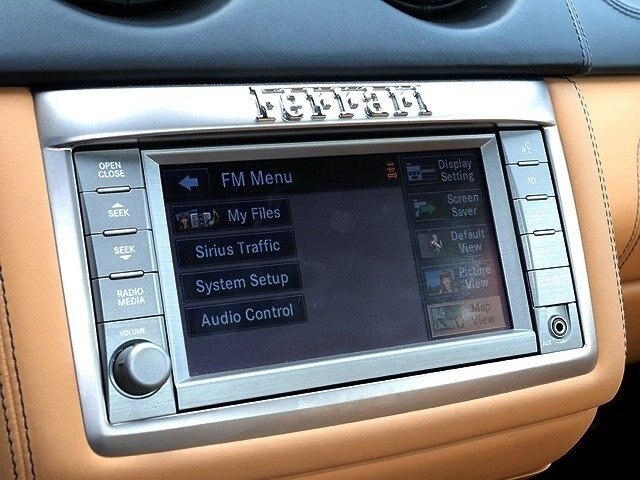 Ferrari
OPEN
CLOSE
SEEK
SEEK
RADIO
MEDIA
VOLUME
FM Menu
My Files
Sirius Traffic
System Setup
Audio Control
Display
Setting
Screen
Saver
Default
View
Picture
View
Map
View
TEL
AUX